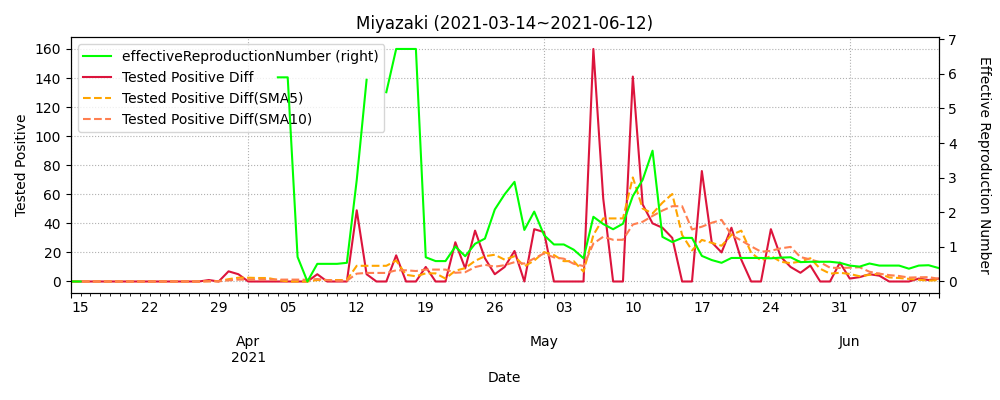 Miyazaki (2021-03-14~2021-06-12)
effectiveReproductionNumber (right)
Tested Positive Diff
Tested Positive Diff(SMA5)
Tested Positive Diff(SMA10)
Tested Positive
160
140
120
100
80
60
40
20
0
7
6
5
4
3
2
1
0
Effective Reproduction Number
15 22 29 05 12 19 26 03 10 17 24 31 07
Apr May Jun
2021
Date